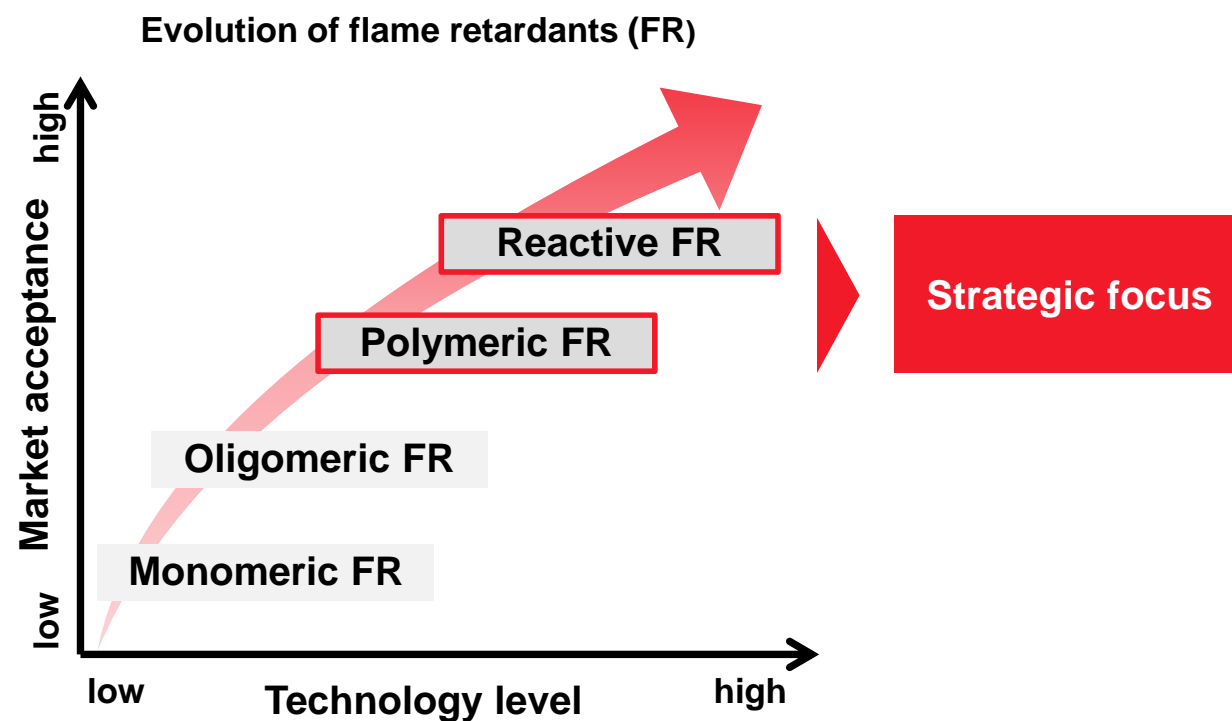 Evolution of flame retardants (FR)
high
Market acceptance
low
Reactive FR
Polymeric FR
Oligomeric FR
Monomeric FR
Strategic focus
low
Technology level
high